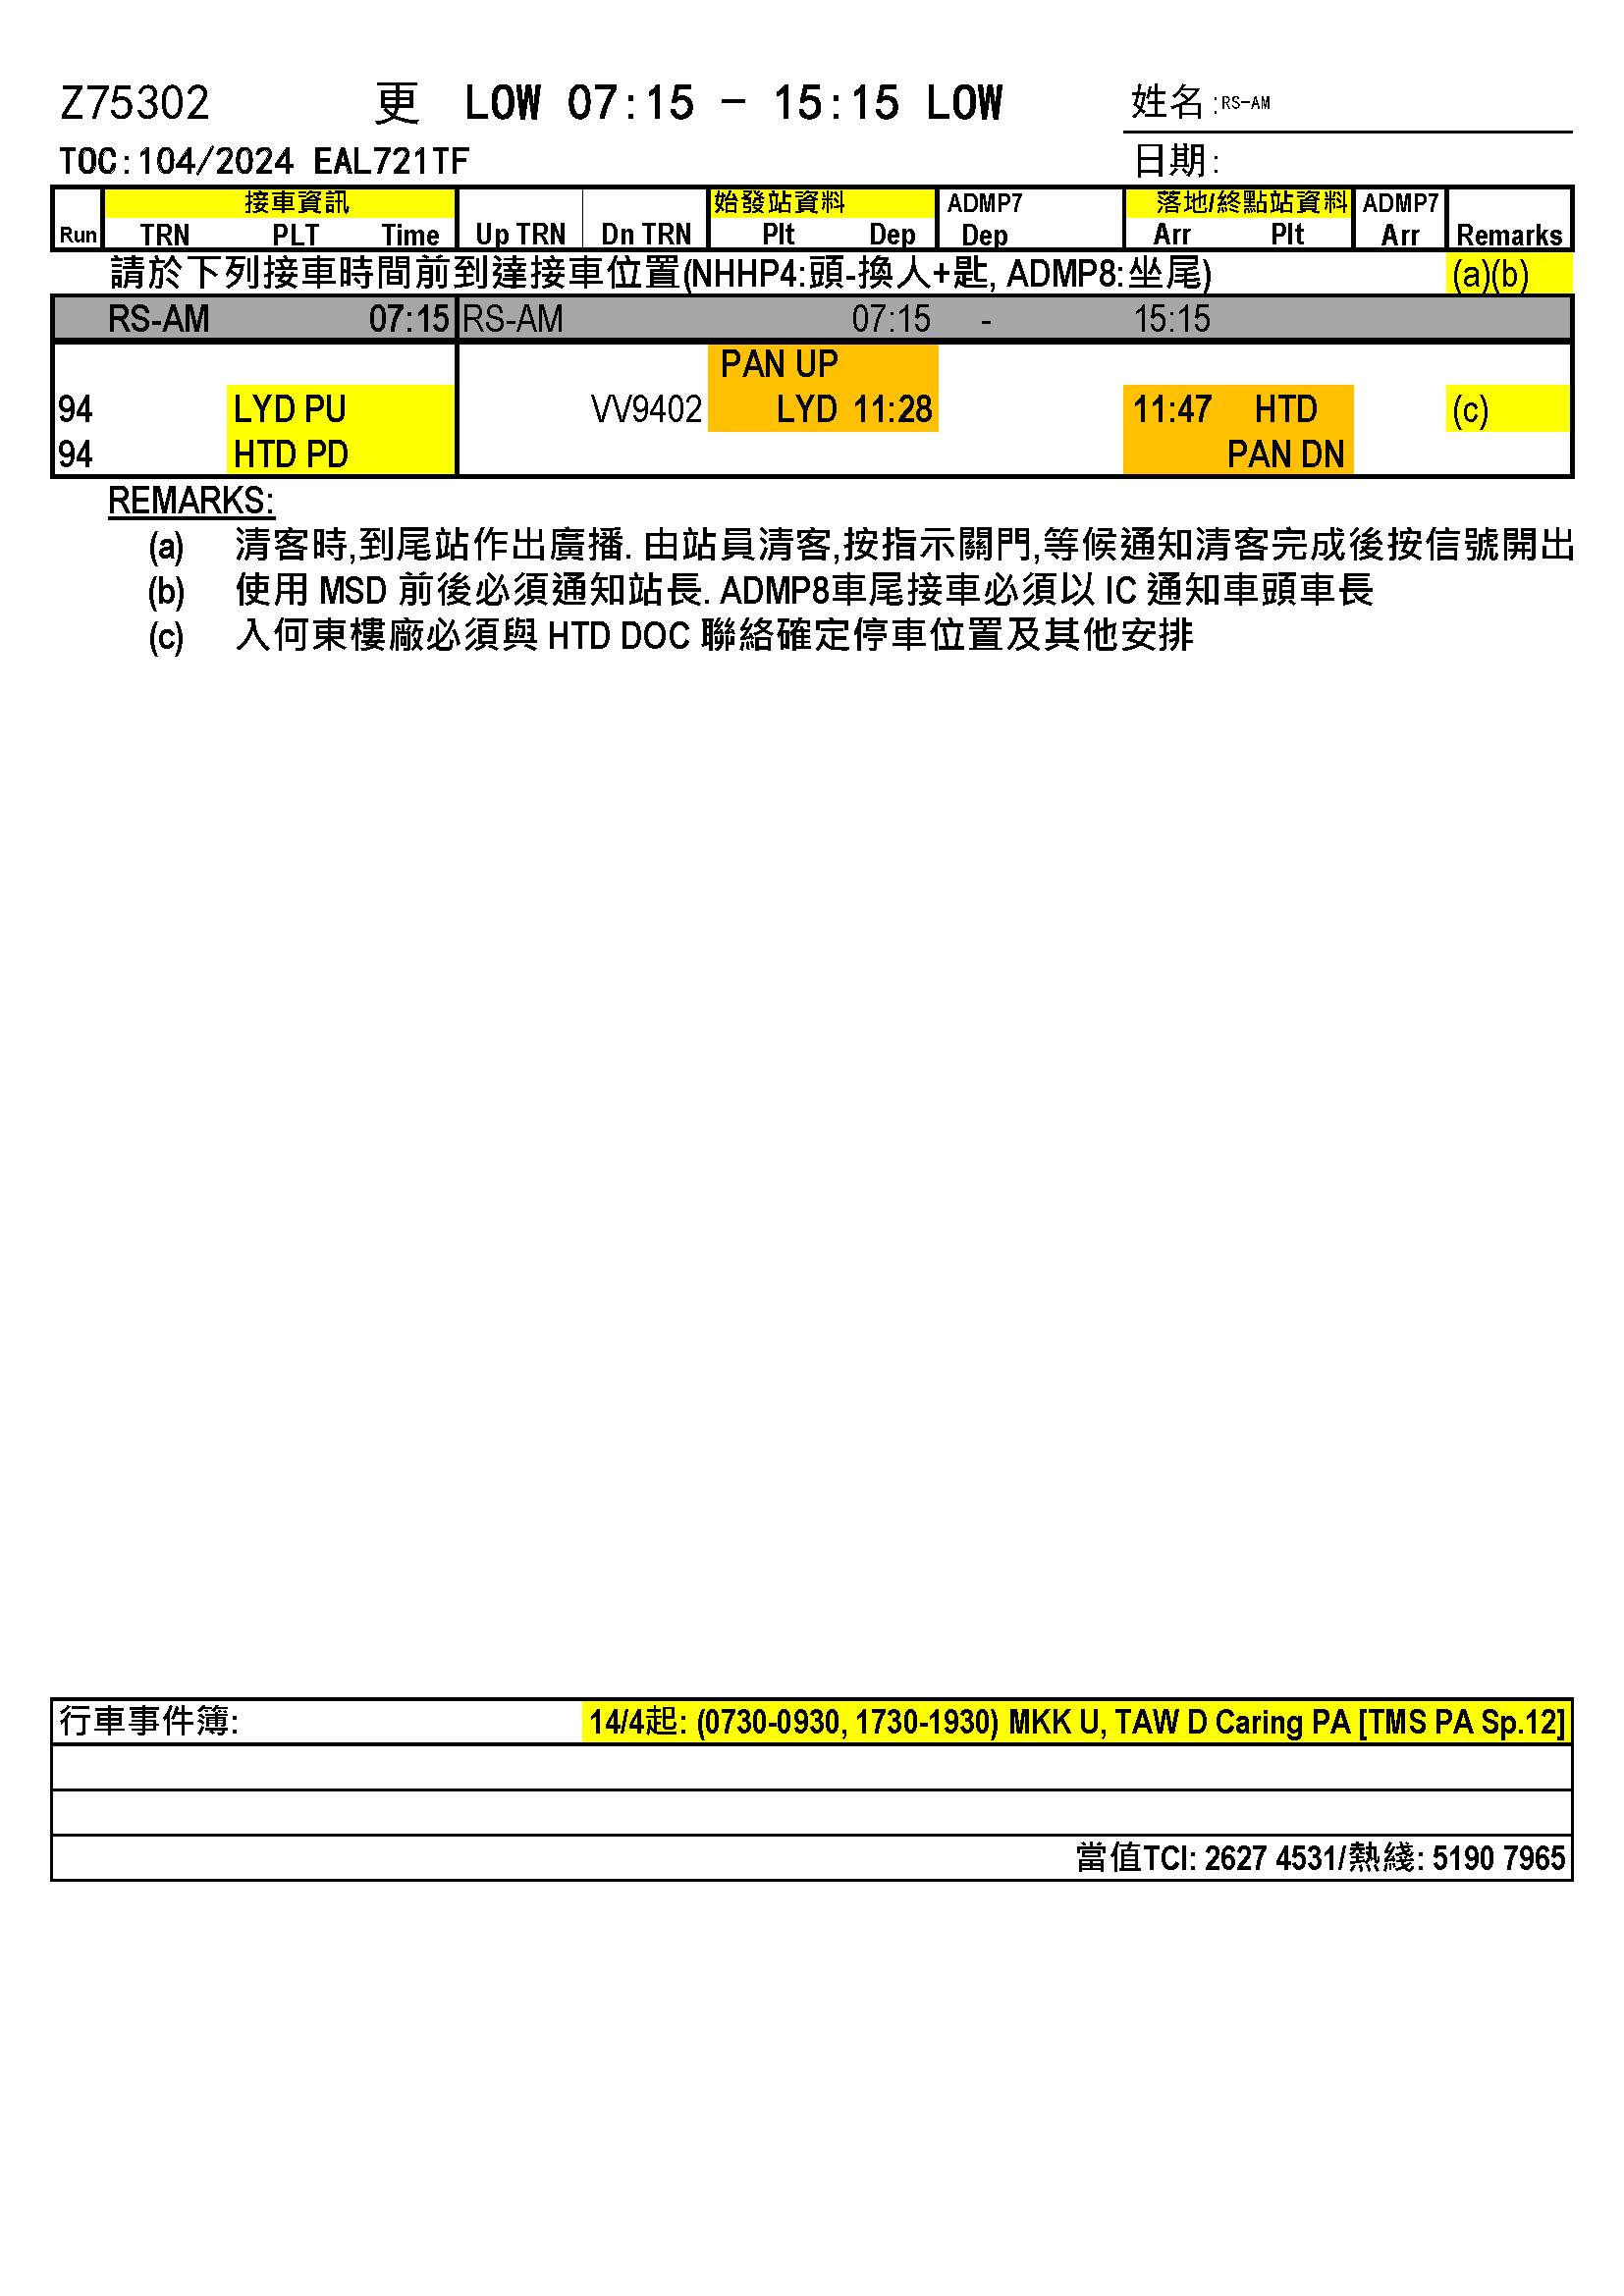 Z75302 更 LOW 07:15 - 15:15 LOW 姓名:RS-AM
TOC:104/2024 EAL721TF 日期:
接車資訊 始發站資料 ADMP7 落地/終點站資料 ADMP7
Run TRN PLT Time Up TRN Dn TRN Plt Dep Dep Arr Plt Arr Remarks
請於下列接車時間前到達接車位置(NHHP4:頭-換人+匙, ADMP8:坐尾) (a)(b)
RS-AM 07:15 RS-AM 07:15 - 15:15
PAN UP
94 LYD PU VV9402 LYD 11:28 11:47 HTD (c)
94 HTD PD PAN DN
REMARKS:
(a) 清客時,到尾站作出廣播. 由站員清客,按指示關門,等候通知清客完成後按信號開出
(b) 使用 MSD 前後必須通知站長. ADMP8車尾接車必須以 IC 通知車頭車長
(c) 入何東樓廠必須與 HTD DOC 聯絡確定停車位置及其他安排
行車事件簿: 14/4起: (0730-0930, 1730-1930) MKK U, TAW D Caring PA [TMS PA Sp.12]
當值TCI: 2627 4531/熱綫: 5190 7965